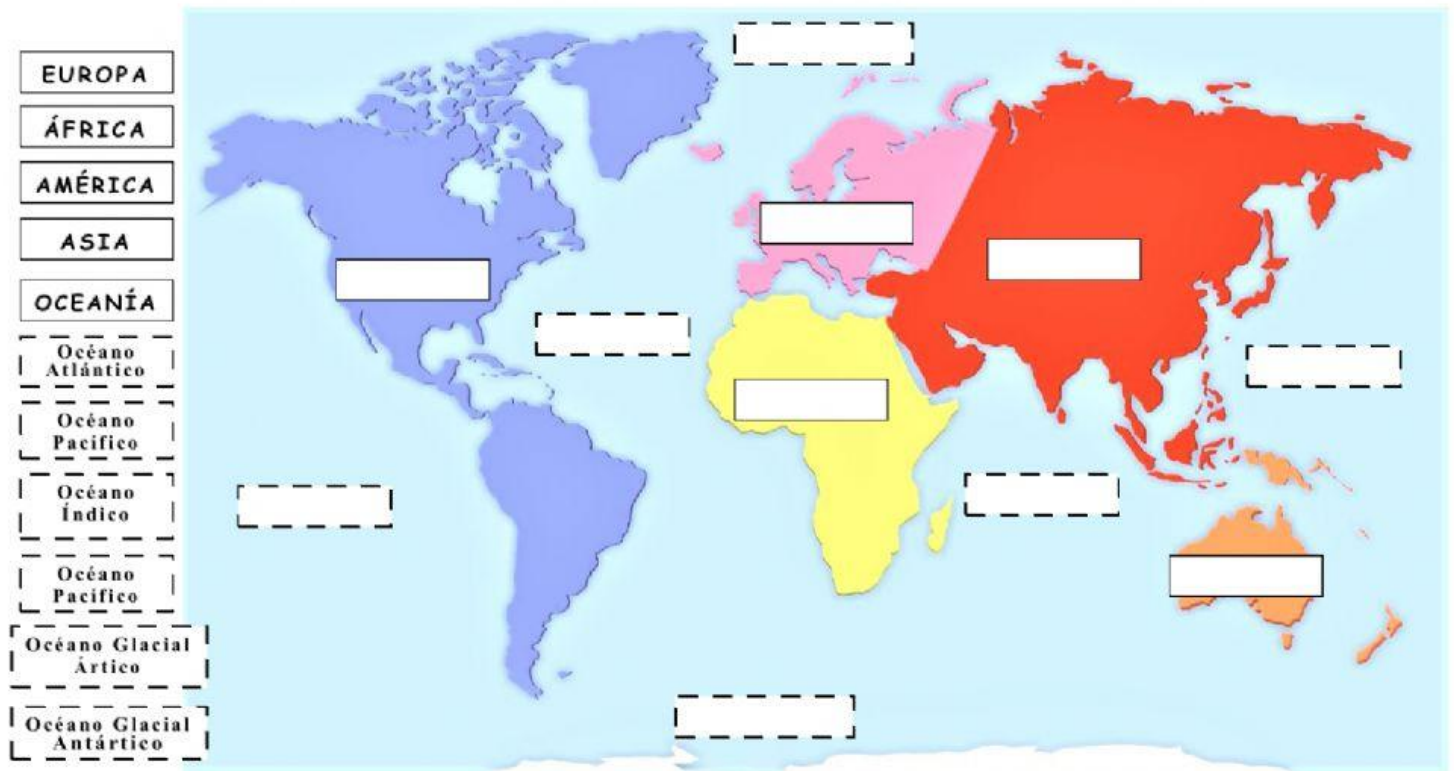 EUROPA
ÁFRICA
AMÉRICA
ASIA
OCEANÍA
Océano
Atlántico
Océano
Pacífico
Océano
Índico
Océano
Pacífico
Océano Glacial
Ártico
Océano Glacial
Antártico